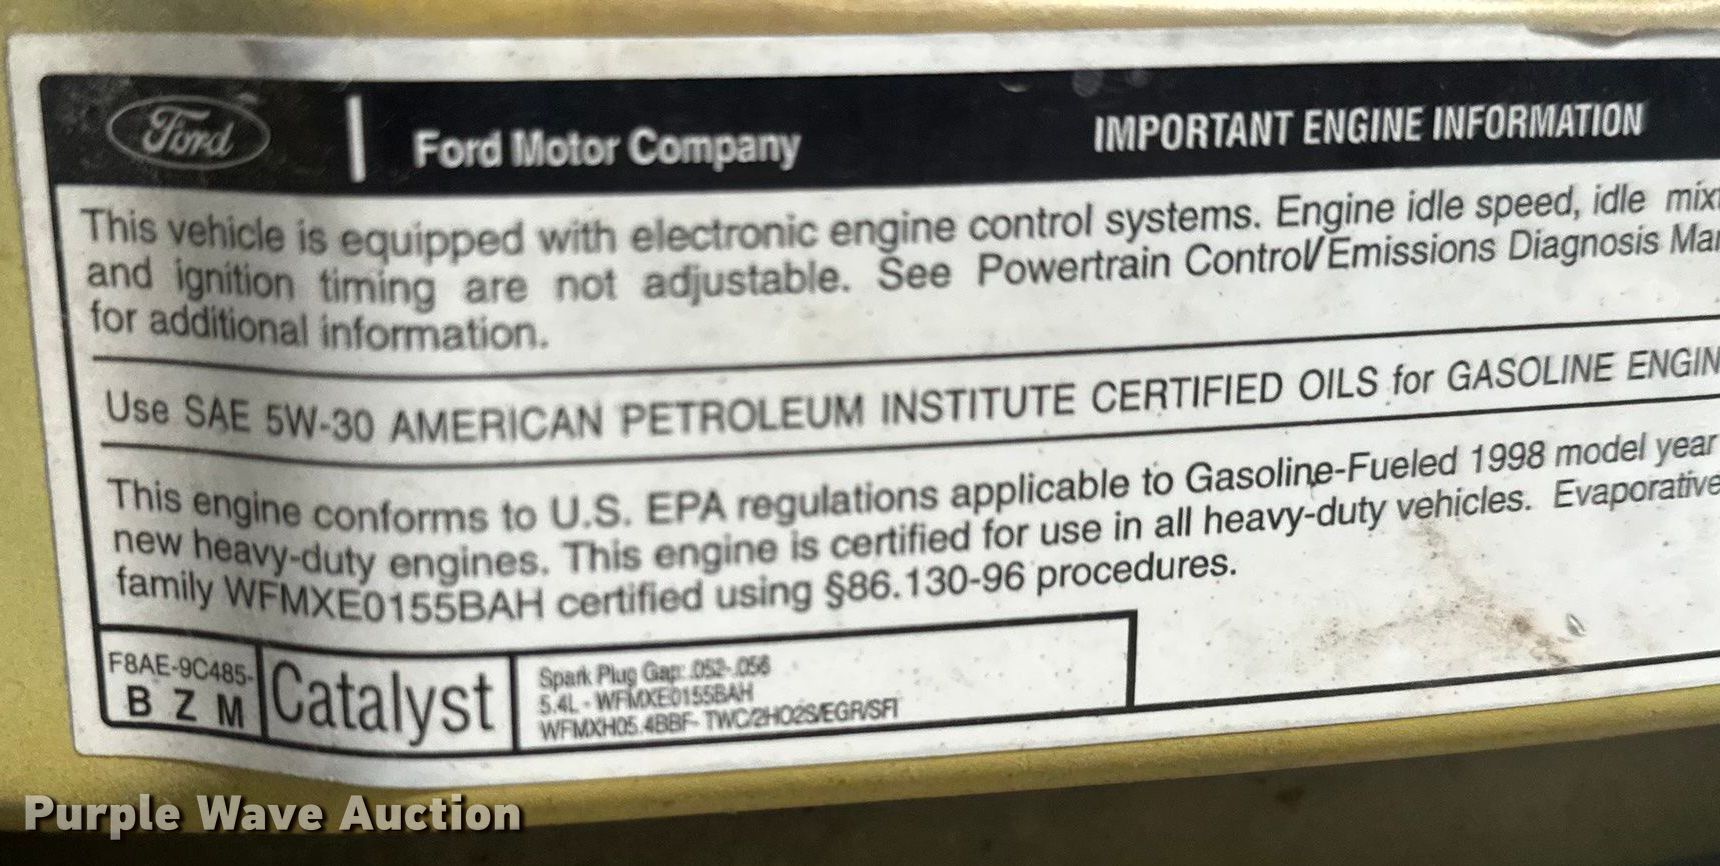 Ford | Ford Motor Company IMPORTANT ENGINE INFORMATION
This vehicle is equipped with electronic engine control systems. Engine idle speed, idle mixt
and ignition timing are not adjustable. See Powertrain Control/Emissions Diagnosis Man
for additional information.
Use SAE 5W-30 AMERICAN PETROLEUM INSTITUTE CERTIFIED OILS for GASOLINE ENGIN
This engine conforms to U.S. EPA regulations applicable to Gasoline-Fueled 1998 model year
new heavy-duty engines. This engine is certified for use in all heavy-duty vehicles. Evaporative
family WFMXE0155BAH certified using §86.130-96 procedures.
F8AE-9C485-
B Z M
Catalyst
Spark Plug Gap: .052-.056
5.4L - WFMXE0155BAH
WFMXH05.4BBF- TWC/2HO2S/EGR/SFI
Purple Wave Auction